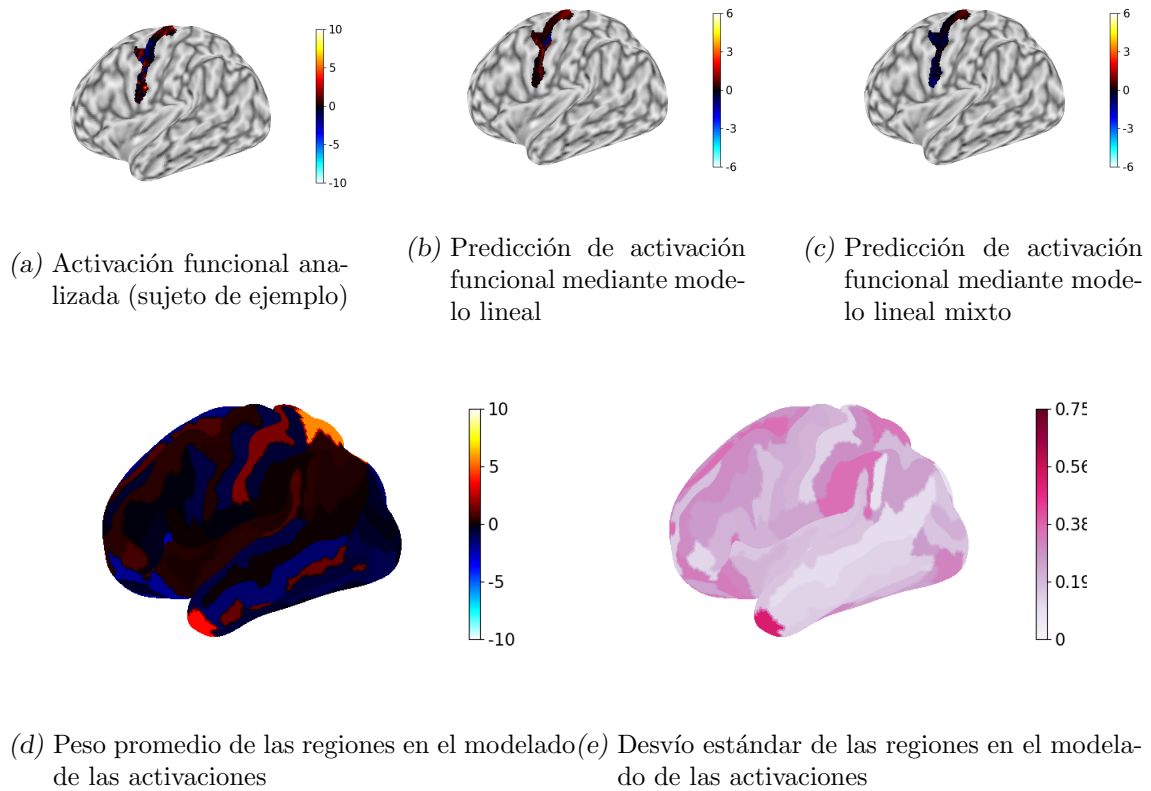 10
5
0
-5
-10
6
3
0
-3
-6
6
3
0
-3
-6
(a) Activación funcional ana-
lizada (sujeto de ejemplo)
(b) Predicción de activación
funcional mediante mode-
lo lineal
(c) Predicción de activación
funcional mediante mode-
lo lineal mixto
10
5
0
-5
-10
0.75
0.56
0.38
0.19
0
(d) Peso promedio de las regiones en el modelado
de las activaciones
(e) Desvío estándar de las regiones en el modela-
do de las activaciones